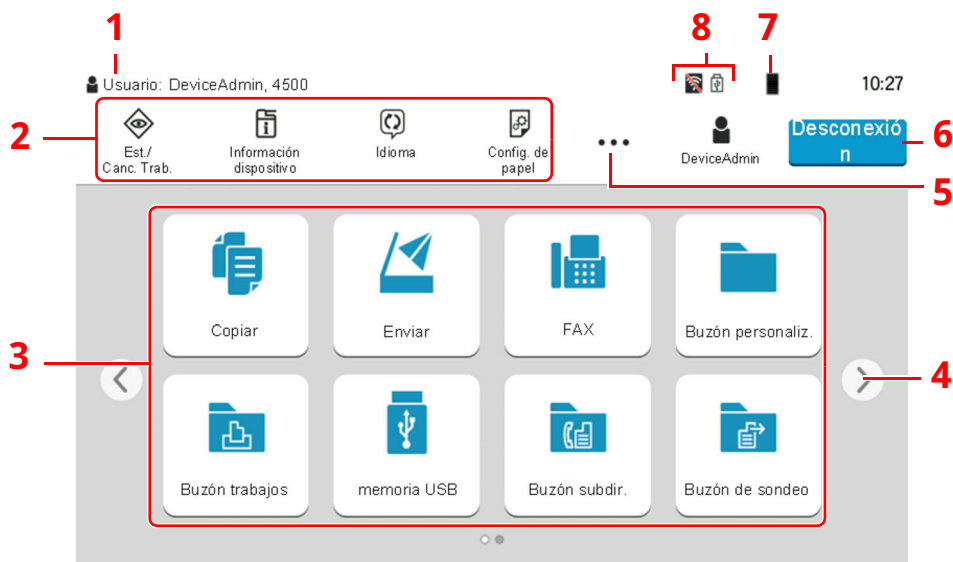 8 7
1
Usuario: DeviceAdmin, 4500 10:27
2
Est./
Canc. Trab.
Información
dispositivo
Idioma
Config. de
papel
...
DeviceAdmin
Desconexió
n
6
5
3
Copiar Enviar FAX Buzón personaliz.
4
Buzón trabajos memoria USB Buzón subdir. Buzón de sondeo